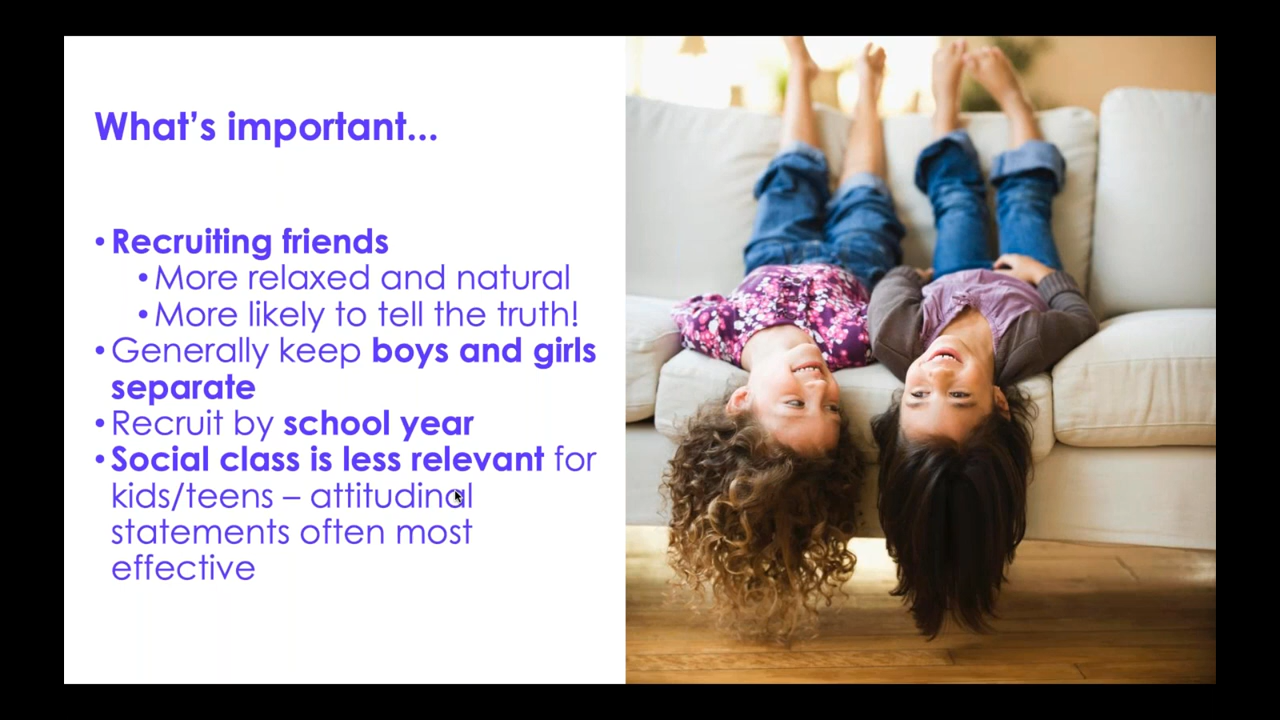 What's important...
• Recruiting friends
• More relaxed and natural
• More likely to tell the truth!
• Generally keep boys and girls
separate
• Recruit by school year
• Social class is less relevant for
kids/teens – attitudinal
statements often most
effective